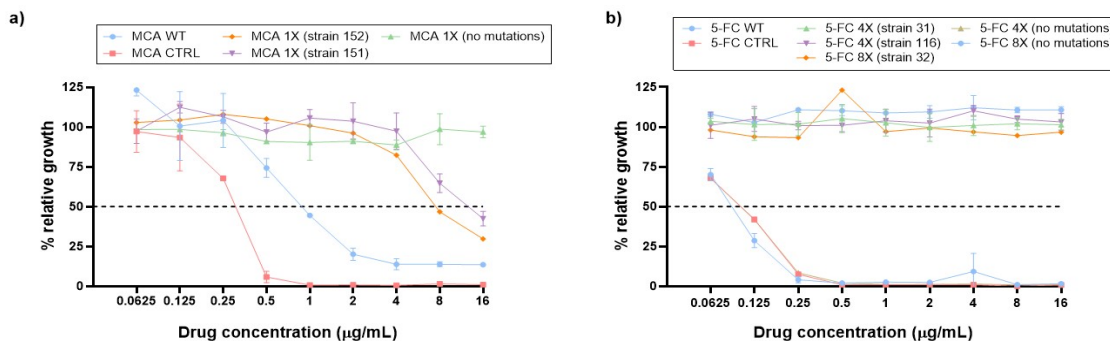 a)
MCA WT
MCA 1X (strain 152)
MCA 1X (no mutations)
MCA CTRL
MCA 1X (strain 151)
% relative growth
125
100
75
50
25
0
0.0625 0.125 0.25 0.5 1 2 4 8 16
Drug concentration (µg/mL)
b)
5-FC WT
5-FC 4X (strain 31)
5-FC 4X (no mutations)
5-FC CTRL
5-FC 4X (strain 116)
5-FC 8X (no mutations)
5-FC 8X (strain 32)
% relative growth
125
100
75
50
25
0
0.0625 0.125 0.25 0.5 1 2 4 8 16
Drug concentration (µg/mL)